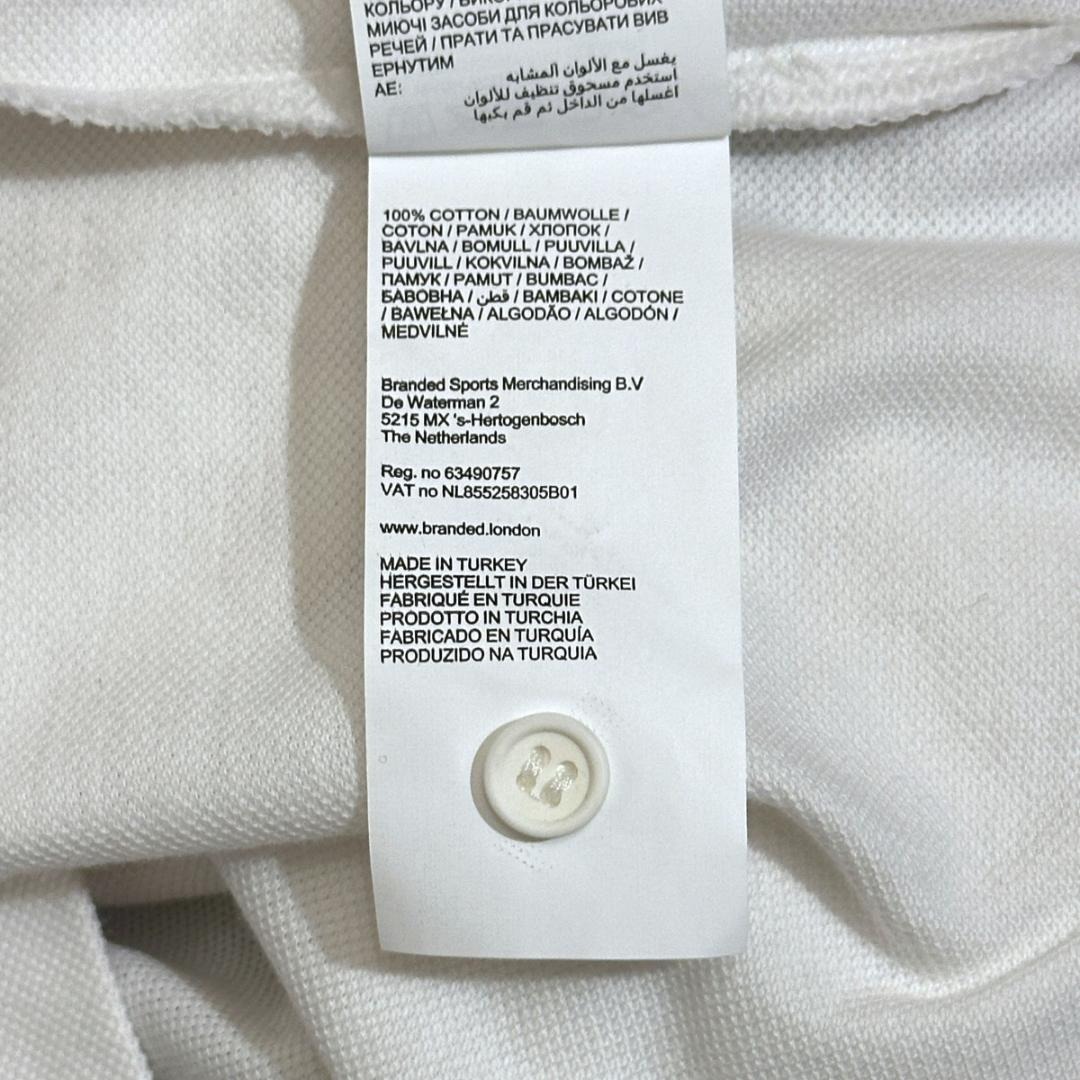 КОЛЬОРУ /
МИЮЧІ ЗАСОБИ ДЛЯ КОЛЬОРОВИХ
РЕЧЕЙ / ПРАТИ ТА ПРАСУВАТИ ВИВ
ЕРНУТИМ
AE:
يغسل مع الألوان المشابه
استخدم مسحوق تنظيف للألوان
اغسلها من الداخل ثم قم بكيها
100% COTTON / BAUMWOLLE /
COTON / PAMUK / ХЛОПОК /
BAVLNA / BOMULL / PUUVILLA /
PUUVILL / KOKVILNA / BOMBAŽ /
ПАМУК / PAMUT / BUMBAC /
БАВОВНА / قطن / BAMBAKI / COTONE
/ BAWEŁNA / ALGODÃO / ALGODÓN /
MEDVILNĖ
Branded Sports Merchandising B.V
De Waterman 2
5215 MX 's-Hertogenbosch
The Netherlands
Reg. no 63490757
VAT no NL855258305B01
www.branded.london
MADE IN TURKEY
HERGESTELLT IN DER TÜRKEI
FABRIQUÉ EN TURQUIE
PRODOTTO IN TURCHIA
FABRICADO EN TURQUÍA
PRODUZIDO NA TURQUIA